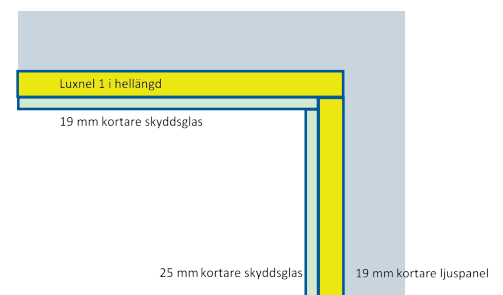 Luxnel 1 i hellängd
19 mm kortare skyddsglas
25 mm kortare skyddsglas
19 mm kortare ljuspanel